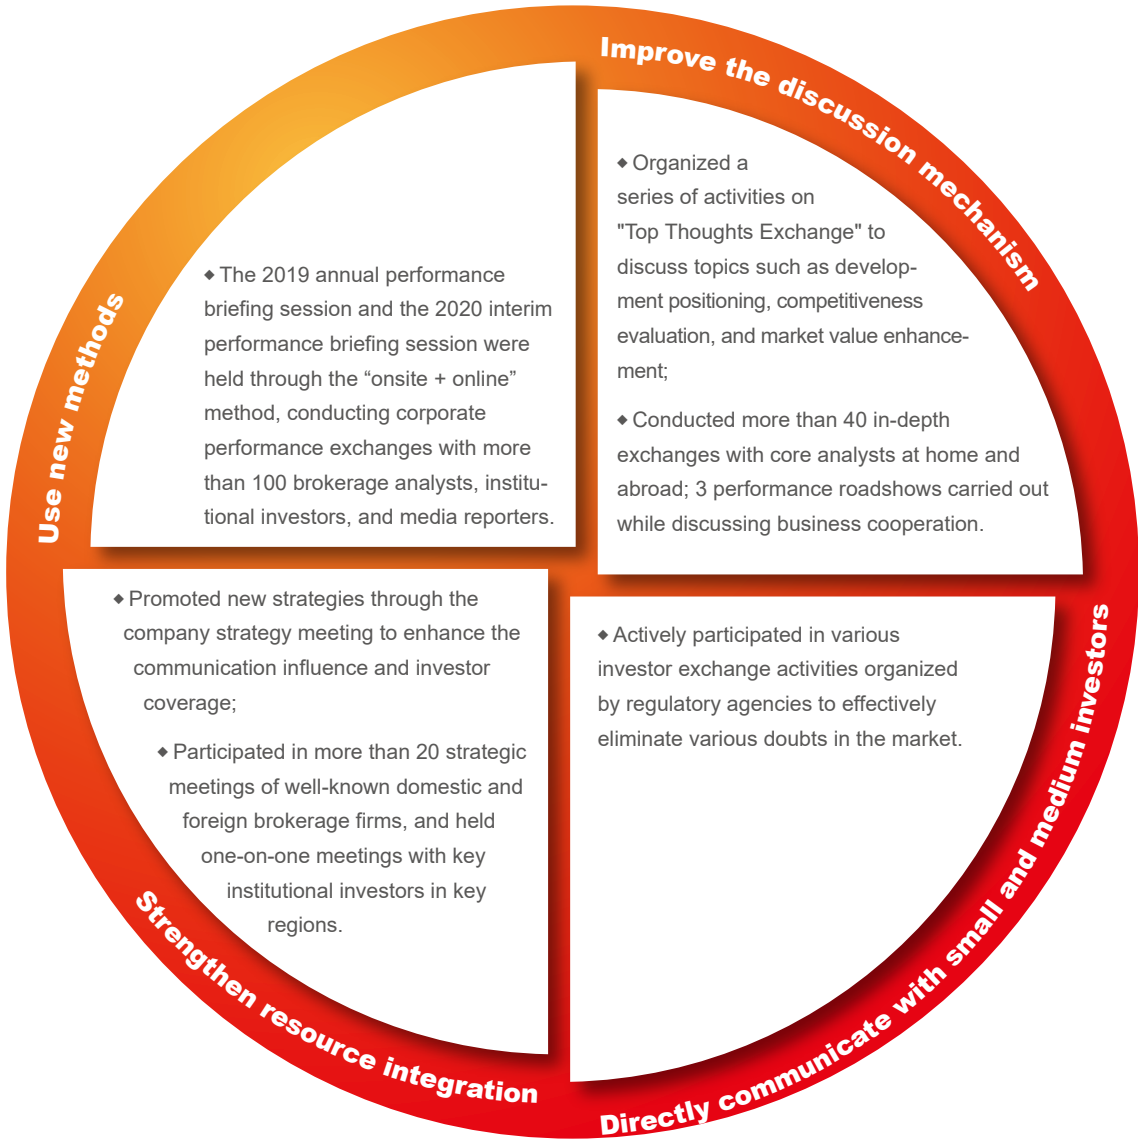 Use new methods
◆ The 2019 annual performance
briefing session and the 2020 interim
performance briefing session were
held through the “onsite + online”
method, conducting corporate
performance exchanges with more
than 100 brokerage analysts, institu-
tional investors, and media reporters.
Improve the discussion mechanism
◆ Organized a
series of activities on
"Top Thoughts Exchange" to
discuss topics such as develop-
ment positioning, competitiveness
evaluation, and market value enhance-
ment;
◆ Conducted more than 40 in-depth
exchanges with core analysts at home and
abroad; 3 performance roadshows carried out
while discussing business cooperation.
Strengthen resource integration
◆ Promoted new strategies through the
company strategy meeting to enhance the
communication influence and investor
coverage;
◆ Participated in more than 20 strategic
meetings of well-known domestic and
foreign brokerage firms, and held
one-on-one meetings with key
institutional investors in key
regions.
Directly communicate with small and medium investors
◆ Actively participated in various
investor exchange activities organized
by regulatory agencies to effectively
eliminate various doubts in the market.